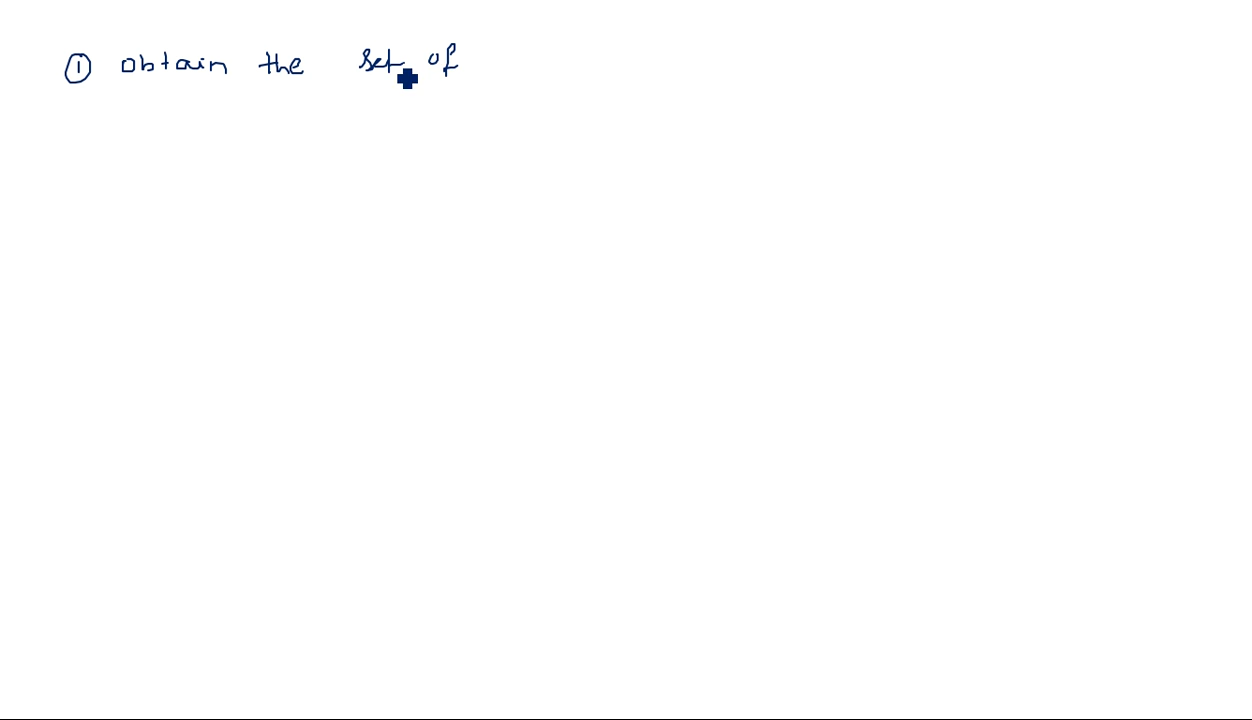 ① obtain the set of